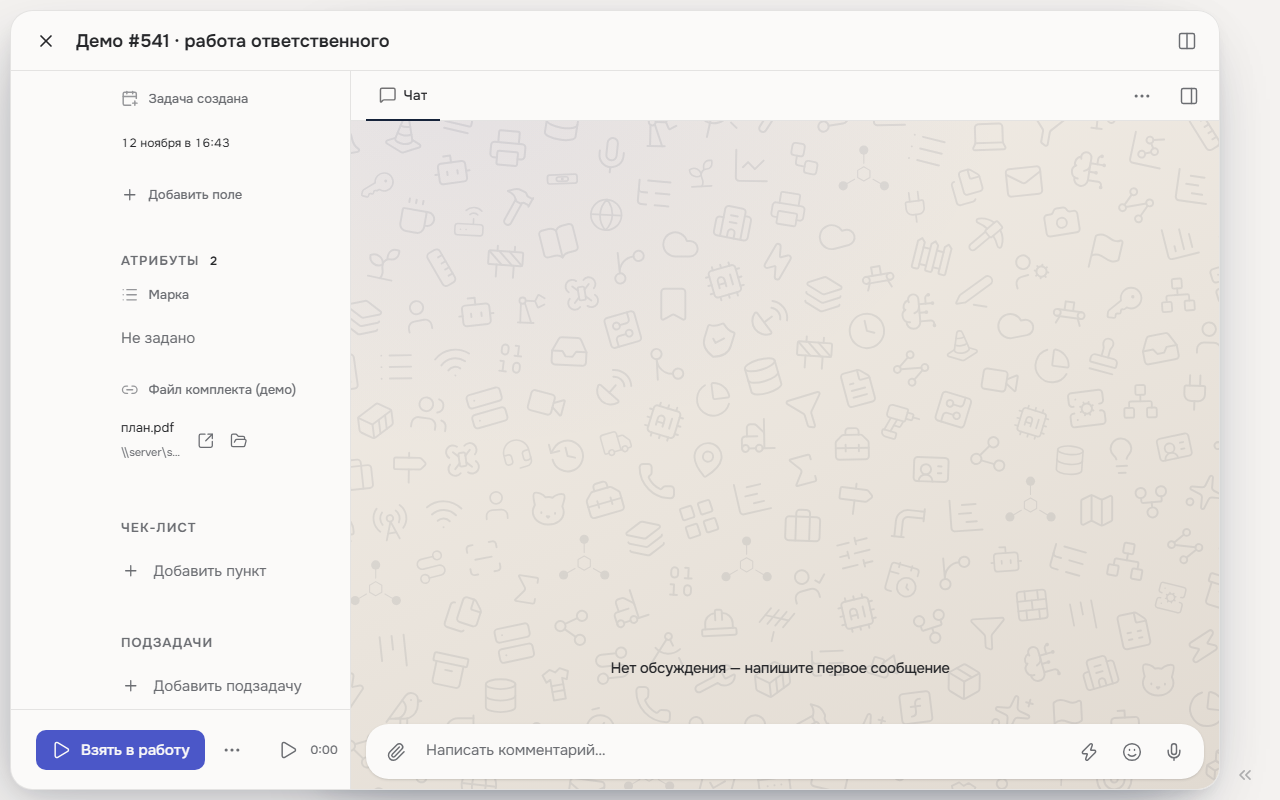 Демо #541 · работа ответственного
Задача создана
12 ноября в 16:43
Добавить поле
АТРИБУТЫ 2
Марка
Не задано
Файл комплекта (демо)
план.pdf
\\server\s...
ЧЕК-ЛИСТ
Добавить пункт
ПОДЗАДАЧИ
Добавить подзадачу
Взять в работу
0:00
Чат
Нет обсуждения — напишите первое сообщение
Написать комментарий...